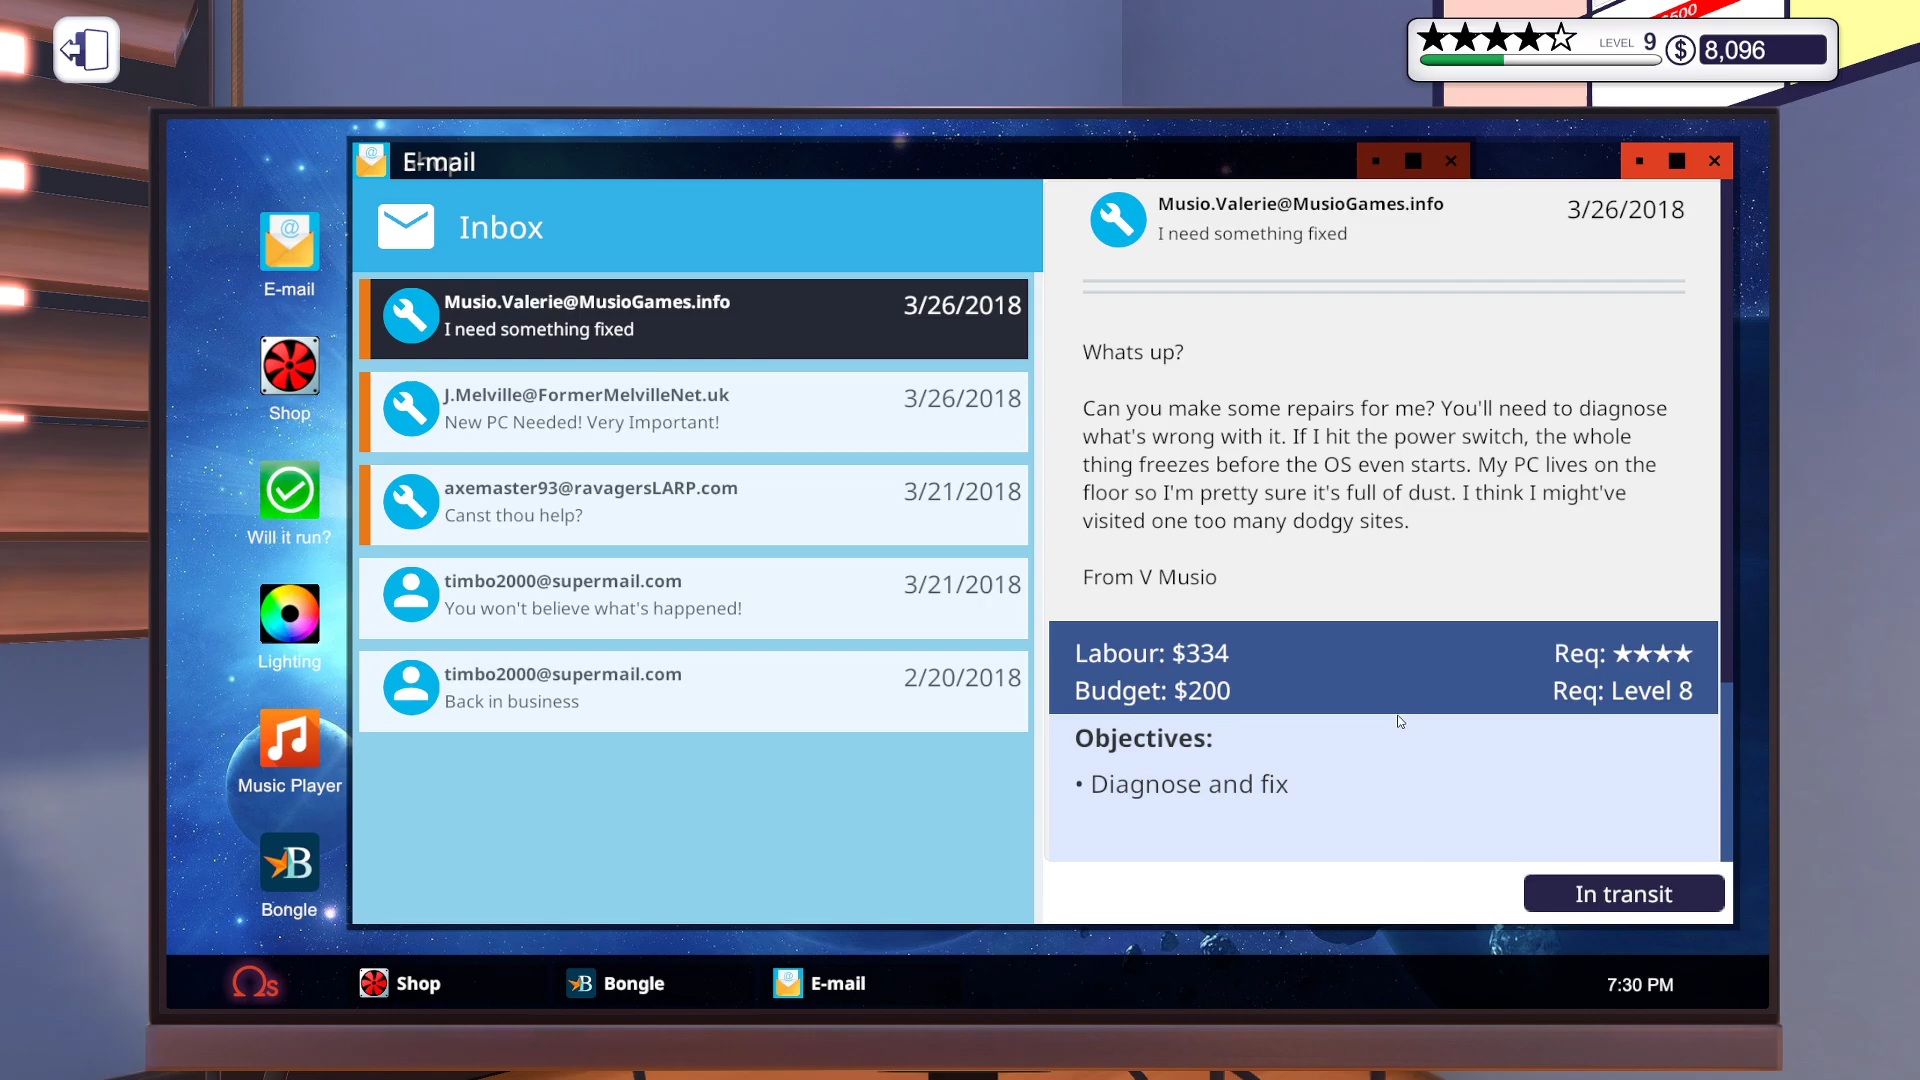 $500
LEVEL 9
$ 8,096
E-mail
E-mail
Shop
Will it run?
Lighting
Music Player
Bongle
Inbox
Musio.Valerie@MusioGames.info
3/26/2018
I need something fixed
J.Melville@FormerMelvilleNet.uk
3/26/2018
New PC Needed! Very Important!
axemaster93@ravagersLARP.com
3/21/2018
Canst thou help?
timbo2000@supermail.com
3/21/2018
You won't believe what's happened!
timbo2000@supermail.com
2/20/2018
Back in business
Musio.Valerie@MusioGames.info
3/26/2018
I need something fixed
Whats up?
Can you make some repairs for me? You'll need to diagnose
what's wrong with it. If I hit the power switch, the whole
thing freezes before the OS even starts. My PC lives on the
floor so I'm pretty sure it's full of dust. I think I might've
visited one too many dodgy sites.
From V Musio
Labour: $334
Req: ★★★★
Budget: $200
Req: Level 8
Objectives:
• Diagnose and fix
In transit
Ωs
Shop
B
Bongle
E-mail
7:30 PM